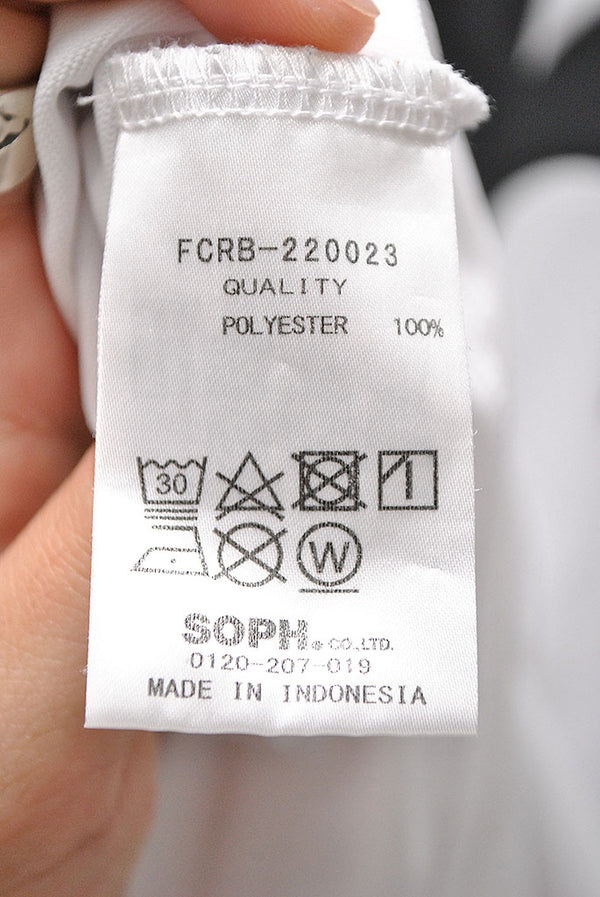 FCRB-220023
QUALITY
POLYESTER 100%
30
W
SOPH.® CO.,LTD.
0120-207-019
MADE IN INDONESIA